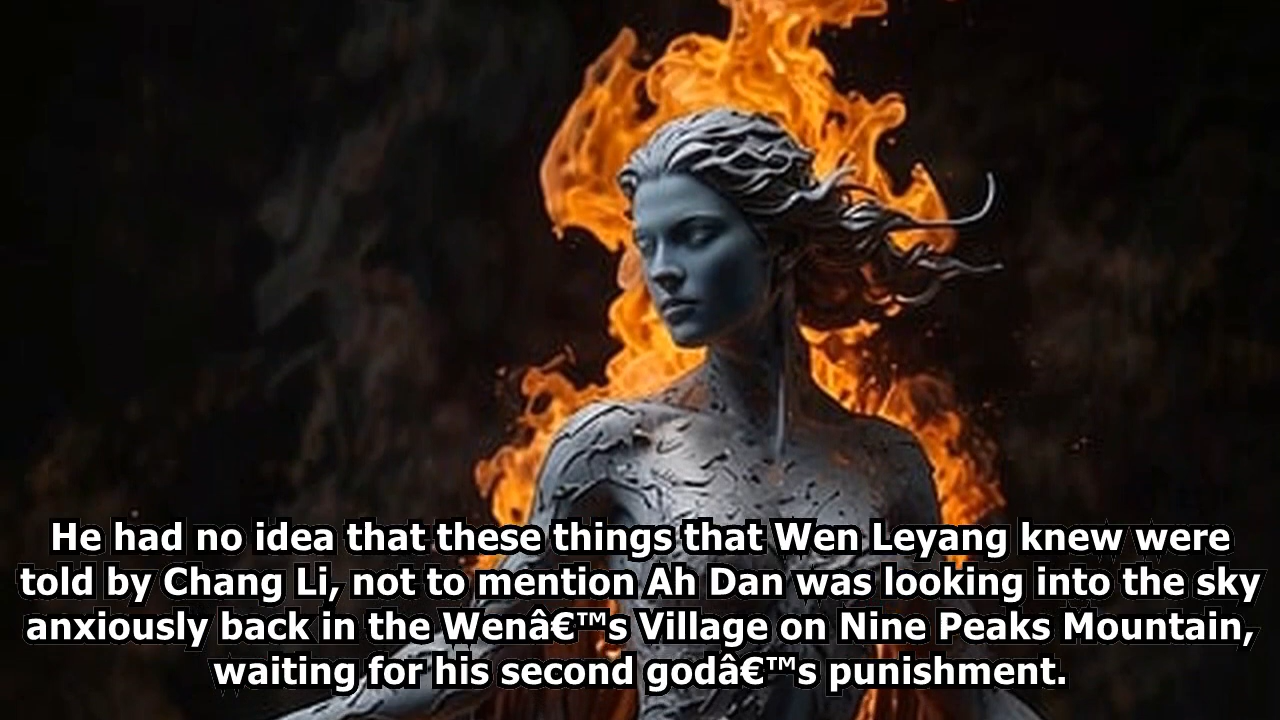 He had no idea that these things that Wen Leyang knew were
told by Chang Li, not to mention Ah Dan was looking into the sky
anxiously back in the Wenâ€™s Village on Nine Peaks Mountain,
waiting for his second godâ€™s punishment.